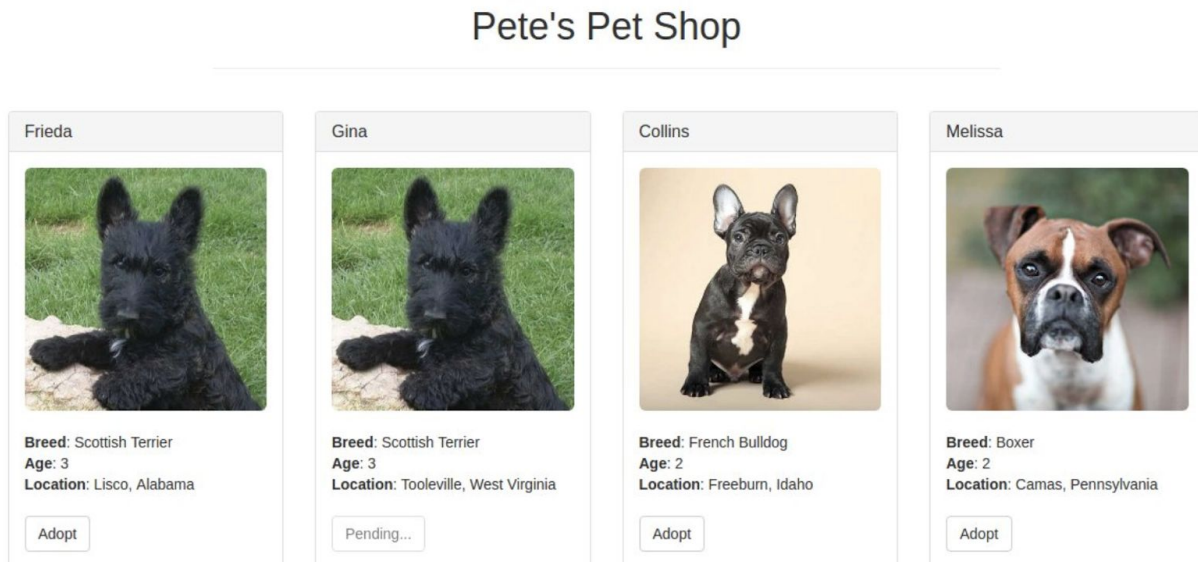 Pete's Pet Shop
Frieda
Breed: Scottish Terrier
Age: 3
Location: Lisco, Alabama
Adopt
Gina
Breed: Scottish Terrier
Age: 3
Location: Tooleville, West Virginia
Pending...
Collins
Breed: French Bulldog
Age: 2
Location: Freeburn, Idaho
Adopt
Melissa
Breed: Boxer
Age: 2
Location: Camas, Pennsylvania
Adopt